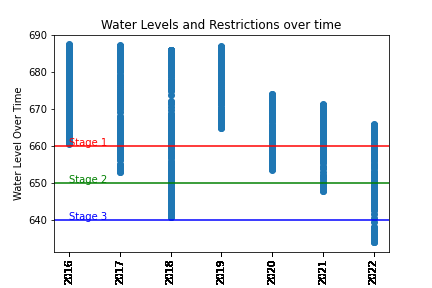 Water Levels and Restrictions over time
Water Level Over Time
690
680
670
660
650
640
Stage 1
Stage 2
Stage 3
2016
2017
2018
2019
2020
2021
2022